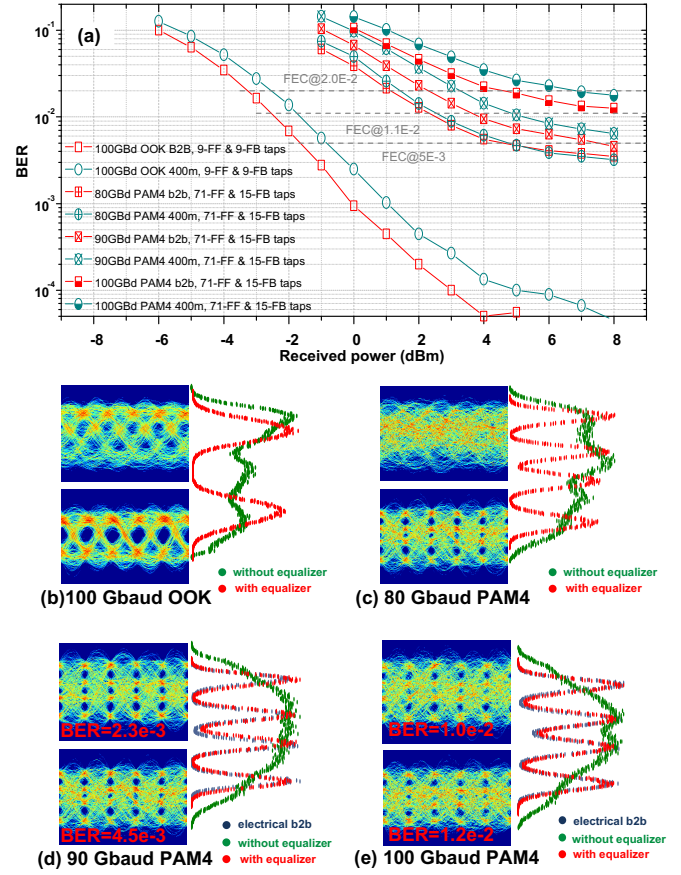 (a)
10^-1
10^-2
10^-3
10^-4
BER
FEC@2.0E-2
FEC@1.1E-2
FEC@5E-3
100GBd OOK B2B, 9-FF & 9-FB taps
100GBd OOK 400m, 9-FF & 9-FB taps
80GBd PAM4 b2b, 71-FF & 15-FB taps
80GBd PAM4 400m, 71-FF & 15-FB taps
90GBd PAM4 b2b, 71-FF & 15-FB taps
90GBd PAM4 400m, 71-FF & 15-FB taps
100GBd PAM4 b2b, 71-FF & 15-FB taps
100GBd PAM4 400m, 71-FF & 15-FB taps
-8 -6 -4 -2 0 2 4 6 8
Received power (dBm)
without equalizer
with equalizer
(b)100 Gbaud OOK
without equalizer
with equalizer
(c) 80 Gbaud PAM4
BER=2.3e-3
BER=4.5e-3
electrical b2b
without equalizer
with equalizer
(d) 90 Gbaud PAM4
BER=1.0e-2
BER=1.2e-2
electrical b2b
without equalizer
with equalizer
(e) 100 Gbaud PAM4